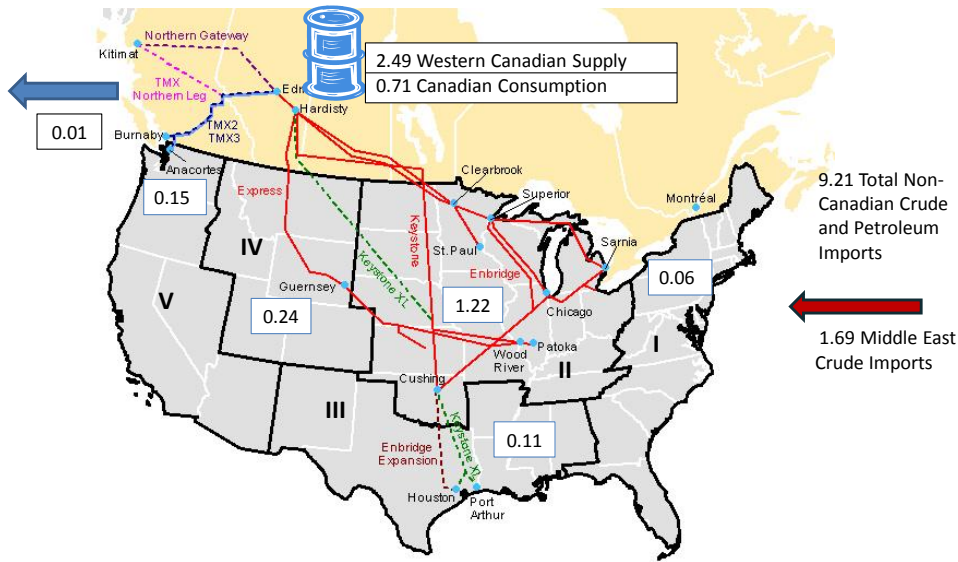 Northern Gateway
Kitimat
2.49 Western Canadian Supply
0.71 Canadian Consumption
TMX
Northern Leg
Hardisty
0.01
Burnaby
TMX2
TMX3
Anacortes
0.15
Express
Clearbrook
Superior
Montréal
9.21 Total Non-
Canadian Crude
and Petroleum
Imports
Keystone
St. Paul
Sarnia
IV
Keystone XL
Enbridge
0.06
Guernsey
V
0.24
1.22
Chicago
1.69 Middle East
Crude Imports
Wood
River
Patoka
I
II
Cushing
III
Keystone XL
0.11
Enbridge
Expansion
Houston
Port
Arthur